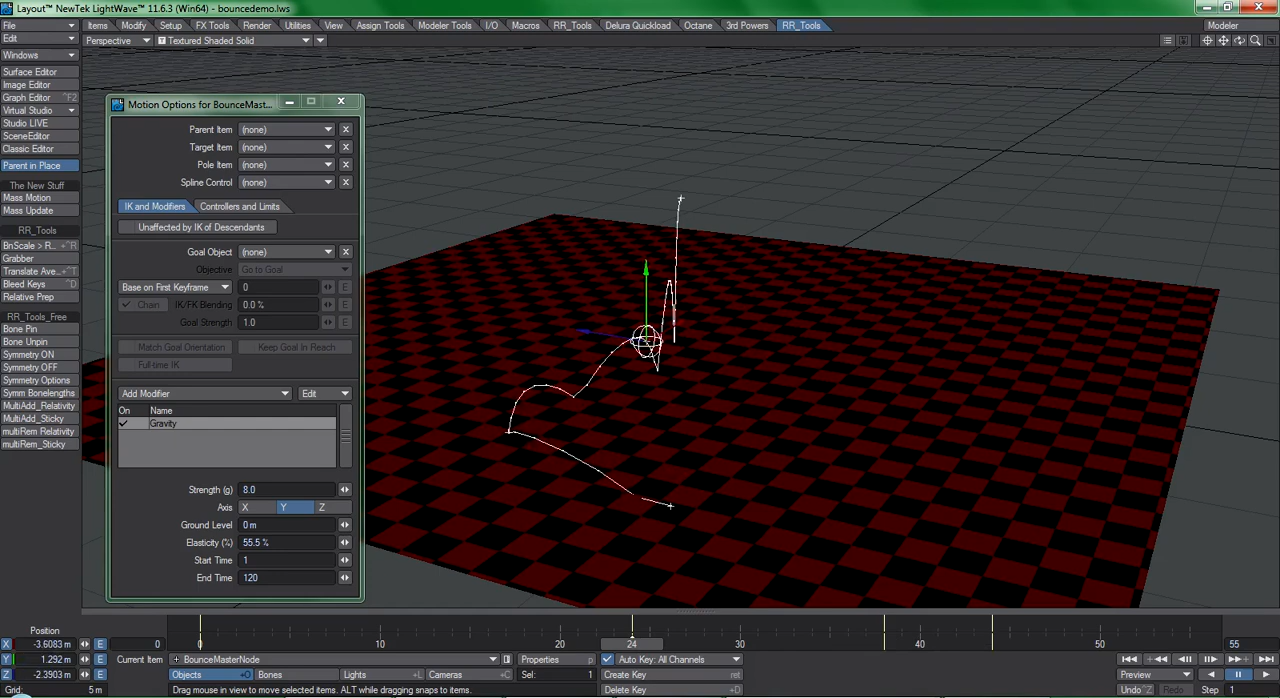 Layout™ NewTek LightWave™ 11.6.3 (Win64) - bouncedemo.lws
File Items Modify Setup FX Tools Render Utilities View Assign Tools Modeler Tools I/O Macros RR_Tools Delura Quickload Octane 3rd Powers RR_Tools Modeler
Edit Perspective Textured Shaded Solid
Windows
Surface Editor
Image Editor
Graph Editor ^F2
Virtual Studio
Studio LIVE
SceneEditor
Classic Editor
Parent in Place
The New Stuff
Mass Motion
Mass Update
RR_Tools
BnScale > R... +^R
Grabber
Translate Ave... +^T
Bleed Keys ^D
Relative Prep
RR_Tools_Free
Bone Pin
Bone Unpin
Symmetry ON
Symmetry OFF
Symmetry Options
Symm Bonelengths
MultiAdd_Relativity
MultiAdd_Sticky
multiRem Relativity
multiRem_Sticky
Motion Options for BounceMast...
Parent Item (none) X
Target Item (none) X
Pole Item (none) X
Spline Control (none) X
IK and Modifiers Controllers and Limits
Unaffected by IK of Descendants
Goal Object (none) X
Objective Go to Goal
Base on First Keyframe 0 E
Chain IK/FK Blending 0.0 % E
Goal Strength 1.0 E
Match Goal Orientation Keep Goal In Reach
Full-time IK
Add Modifier Edit
On Name
Gravity
Strength (g) 8.0
Axis X Y Z
Ground Level 0 m
Elasticity (%) 55.5 %
Start Time 1
End Time 120
Position
X -3.6083 m E 0 0 10 20 24 30 40 50 55
Y 1.292 m E Current Item BounceMasterNode Properties p Auto Key: All Channels
Z -2.3903 m E Objects +O Bones Lights Cameras +C Sel: 1 Create Key ret Preview
Grid: 5 m Drag mouse in view to move selected items. ALT while dragging snaps to items. Delete Key +D Undo ^Z Redo Step 1